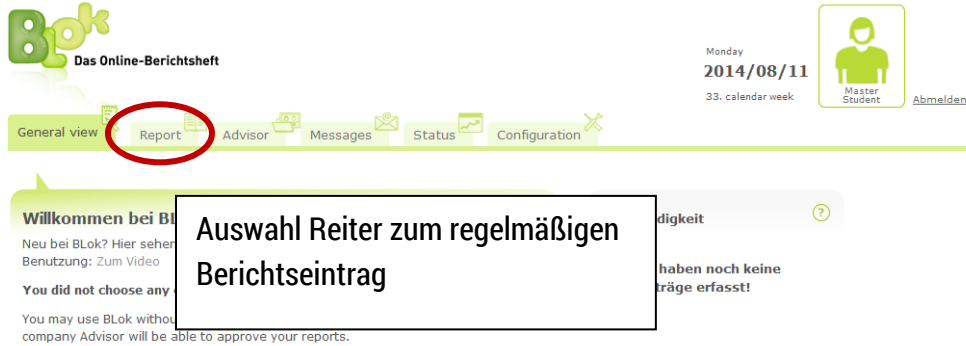 BLok
Das Online-Berichtsheft
Monday
2014/08/11
33. calendar week
Master
Student
Abmelden
General view
Report
Advisor
Messages
Status
Configuration
Willkommen bei BL
Neu bei BLok? Hier sehen
Benutzung: Zum Video
You did not choose any
You may use BLok withou
company Advisor will be able to approve your reports.
Auswahl Reiter zum regelmäßigen
Berichtseintrag
digkeit
?
haben noch keine
träge erfasst!